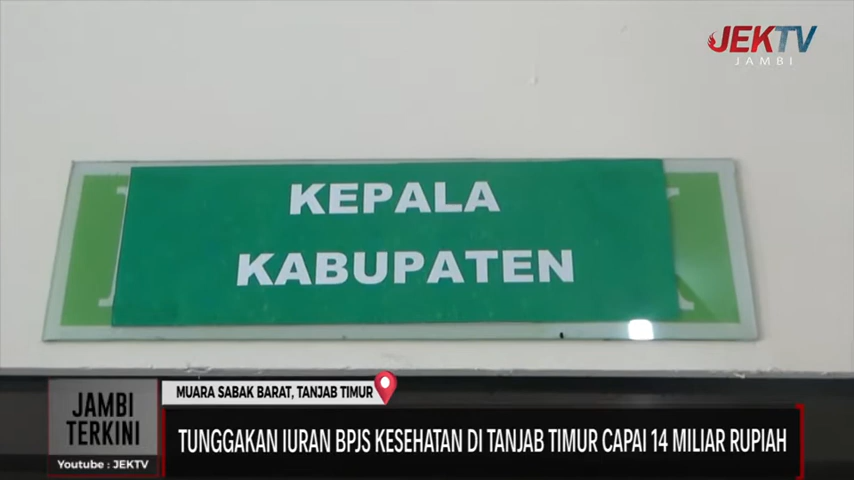 JEKTV
JAMBI
KEPALA
KABUPATEN
MUARA SABAK BARAT, TANJAB TIMUR
JAMBI
TERKINI
TUNGGAKAN IURAN BPJS KESEHATAN DI TANJAB TIMUR CAPAI 14 MILIAR RUPIAH
Youtube : JEKTV